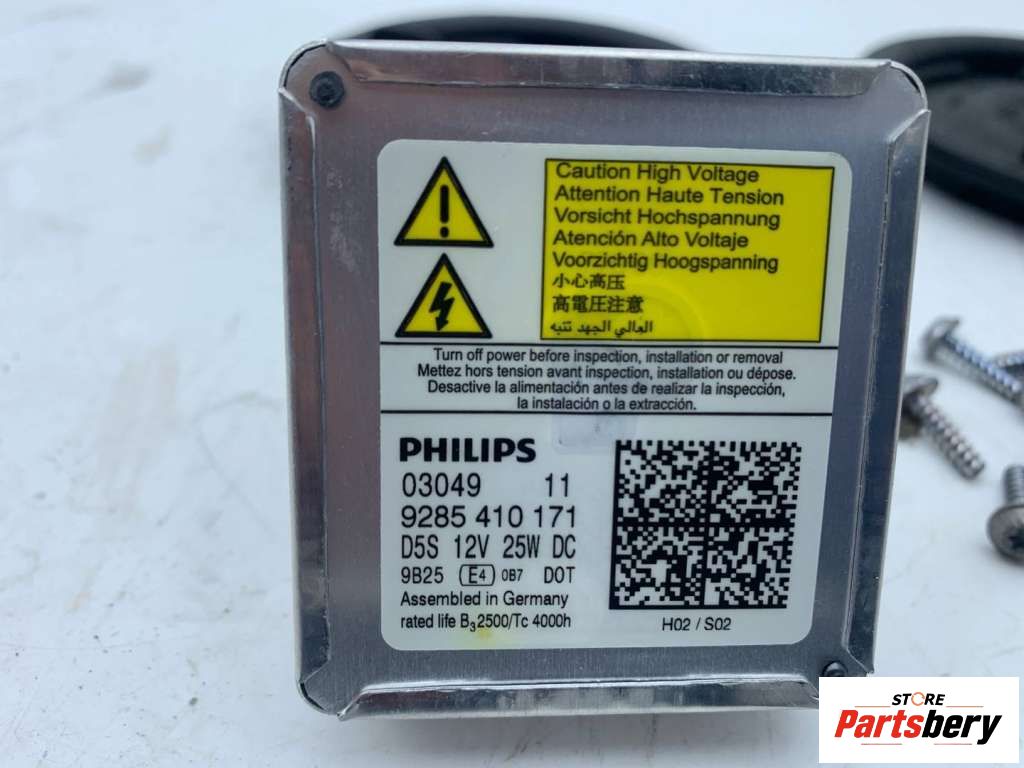 Caution High Voltage
Attention Haute Tension
Vorsicht Hochspannung
Atención Alto Voltaje
Voorzichtig Hoogspanning
小心高压
高電圧注意
العالي الجهد تنبه
Turn off power before inspection, installation or removal
Mettez hors tension avant inspection, installation ou dépose.
Desactive la alimentación antes de realizar la inspección,
la instalación o la extracción.
PHILIPS
03049 11
9285 410 171
D5S 12V 25W DC
9B25 E4 0B7 DOT
Assembled in Germany
rated life B3 2500/Tc 4000h
H02 / S02
STORE
Partsbery